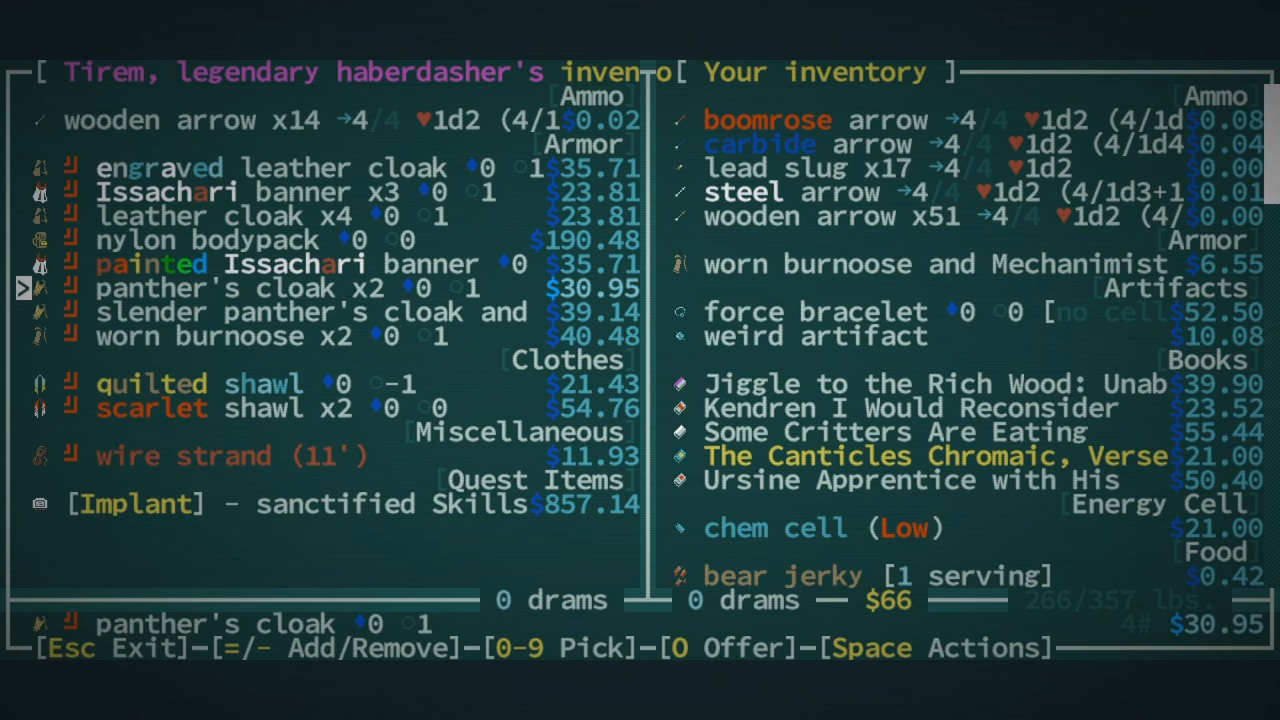 [ Tirem, legendary haberdasher's inven
[Ammo]
wooden arrow x14 →4/4 ♥1d2 (4/1$0.02
[Armor]
engraved leather cloak ♦0 ○1$35.71
Issachari banner x3 ♦0 ○1 $23.81
leather cloak x4 ♦0 ○1 $23.81
nylon bodypack ♦0 ○0 $190.48
painted Issachari banner ♦0 $35.71
> panther's cloak x2 ♦0 ○1 $30.95
slender panther's cloak and $39.14
worn burnoose x2 ♦0 ○1 $40.48
[Clothes]
quilted shawl ♦0 ○-1 $21.43
scarlet shawl x2 ♦0 ○0 $54.76
[Miscellaneous]
wire strand (11') $11.93
[Quest Items]
[Implant] - sanctified Skills$857.14
0 drams
o[ Your inventory ]
[Ammo]
boomrose arrow →4/4 ♥1d2 (4/1d$0.08
carbide arrow →4/4 ♥1d2 (4/1d4$0.04
lead slug x17 →4/4 ♥1d2 $0.00
steel arrow →4/4 ♥1d2 (4/1d3+1$0.01
wooden arrow x51 →4/4 ♥1d2 (4/$0.00
[Armor]
worn burnoose and Mechanimist $6.55
[Artifacts]
force bracelet ♦0 ○0 [no cell$52.50
weird artifact $10.08
[Books]
Jiggle to the Rich Wood: Unab$39.90
Kendren I Would Reconsider $23.52
Some Critters Are Eating $55.44
The Canticles Chromaic, Verse$21.00
Ursine Apprentice with His $50.40
[Energy Cell]
chem cell (Low) $21.00
[Food]
bear jerky [1 serving] $0.42
0 drams — $66 266/357 lbs.
panther's cloak ♦0 ○1 4# $30.95
[Esc Exit]—[=/- Add/Remove]—[0-9 Pick]—[O Offer]—[Space Actions]